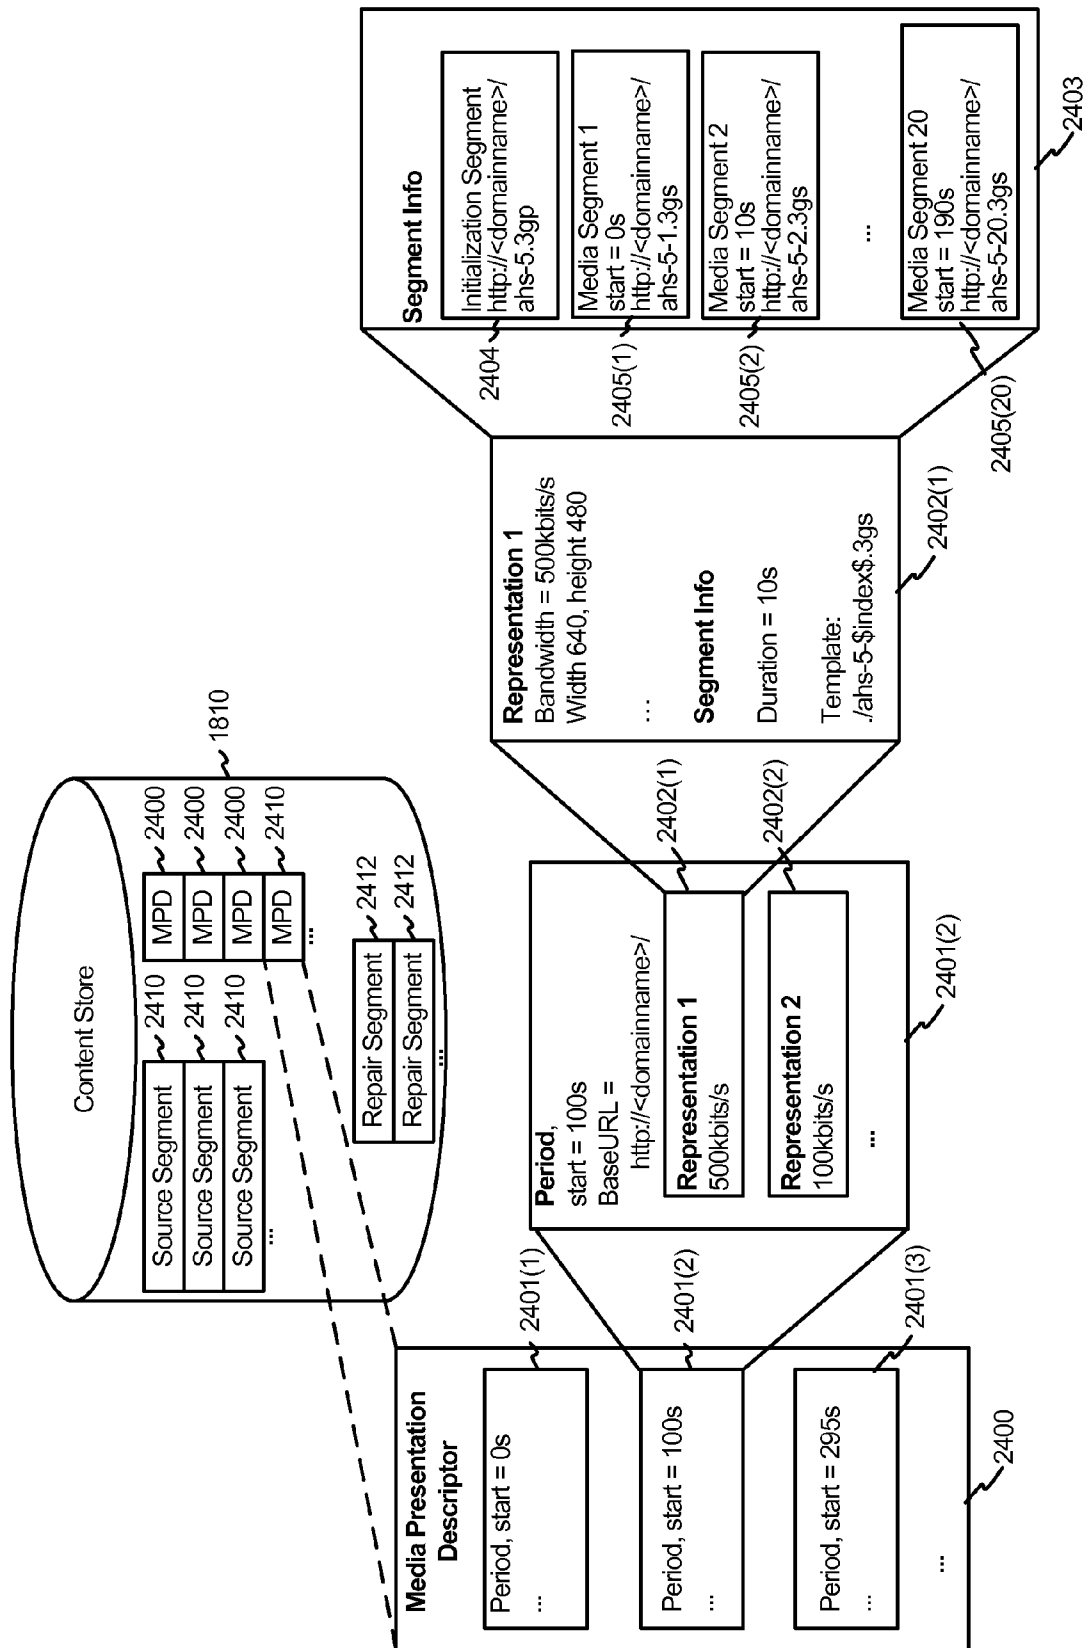 Content Store
1810
Source Segment
2410
Source Segment
2410
Source Segment
2410
...
MPD
2400
MPD
2400
MPD
2400
MPD
2410
...
Repair Segment
2412
Repair Segment
2412
...
Media Presentation
Descriptor
Period, start = 0s
...
2401(1)
Period, start = 100s
...
2401(2)
Period, start = 295s
...
2401(3)
...
2400
Period,
start = 100s
BaseURL =
http://<domainname>/
Representation 1
500kbits/s
2402(1)
Representation 2
100kbits/s
2402(2)
...
2401(2)
Representation 1
Bandwidth = 500kbits/s
Width 640, height 480
...
Segment Info
Duration = 10s
Template:
./ahs-5-$index$.3gs
2402(1)
Segment Info
Initialization Segment
http://<domainname>/
ahs-5.3gp
2404
Media Segment 1
start = 0s
http://<domainname>/
ahs-5-1.3gs
2405(1)
Media Segment 2
start = 10s
http://<domainname>/
ahs-5-2.3gs
2405(2)
...
Media Segment 20
start = 190s
http://<domainname>/
ahs-5-20.3gs
2405(20)
2403